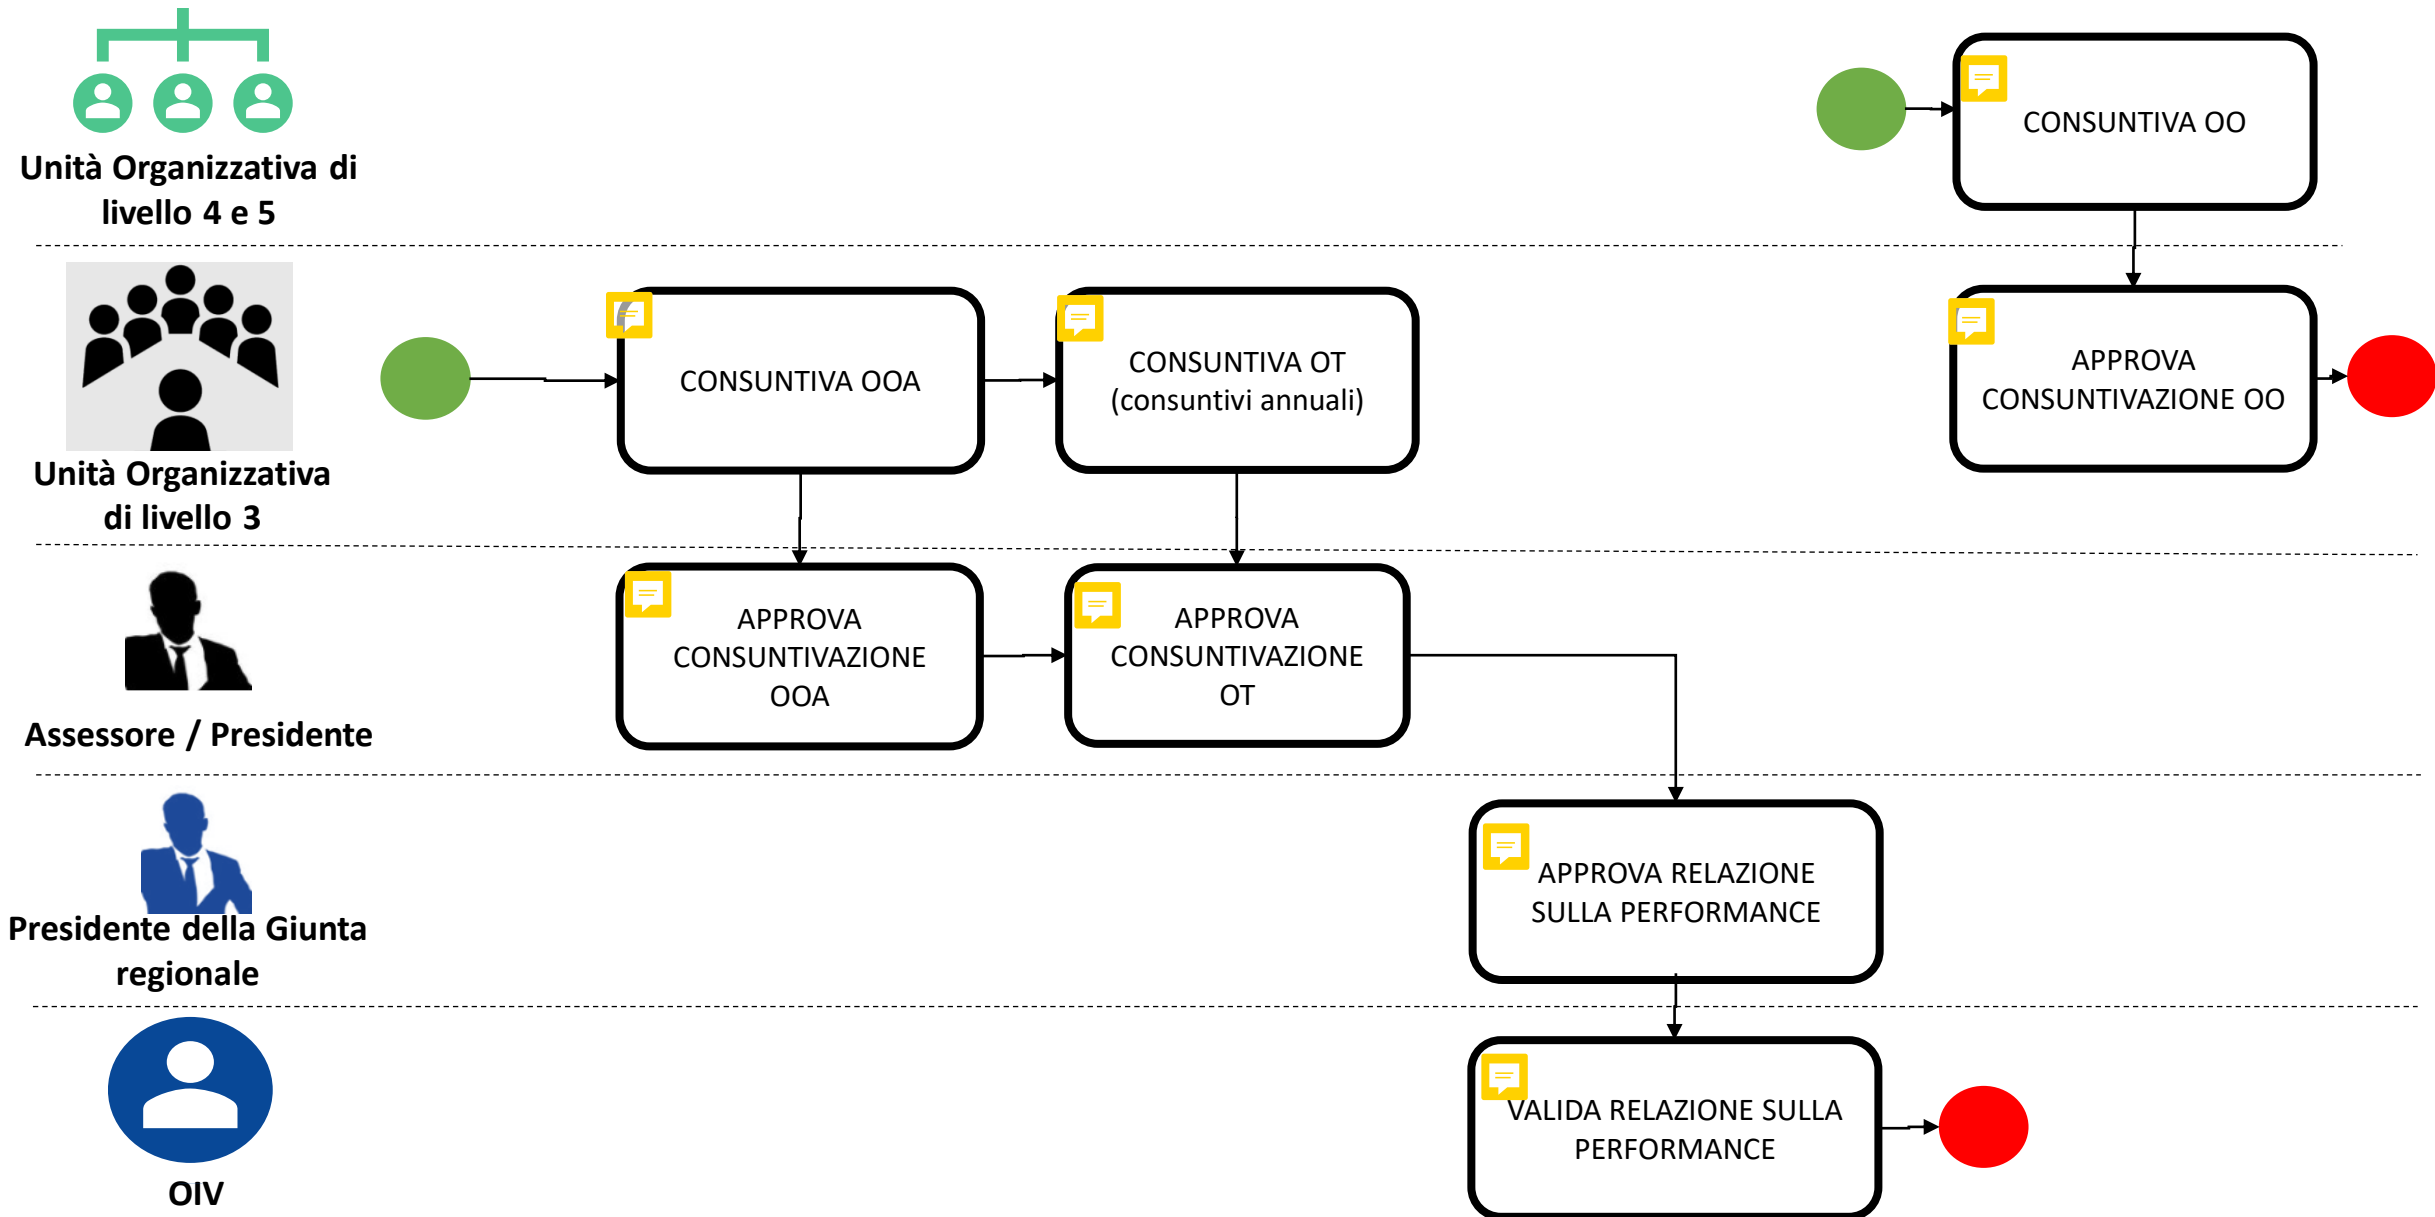 Unità Organizzativa di
livello 4 e 5
CONSUNTIVA OO
Unità Organizzativa
di livello 3
CONSUNTIVA OOA
CONSUNTIVA OT
(consuntivi annuali)
APPROVA
CONSUNTIVAZIONE OO
Assessore / Presidente
APPROVA
CONSUNTIVAZIONE
OOA
APPROVA
CONSUNTIVAZIONE
OT
Presidente della Giunta
regionale
APPROVA RELAZIONE
SULLA PERFORMANCE
OIV
VALIDA RELAZIONE SULLA
PERFORMANCE